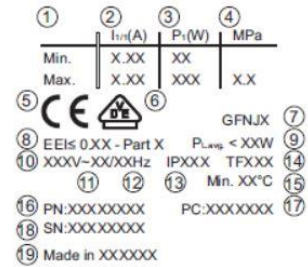 ① ② ③ ④
I₁/₁(A) P₁(W) MPa
Min. X.XX XX
Max. X.XX XXX X.X
⑤ CE VDE ⑥
GFNJX ⑦
⑧ EEI≤ 0.XX - Part X PL,avg. < XXW ⑨
⑩ XXXV~XX/XXHz IPXXX TFXXX ⑭
⑪ ⑫ ⑬ Min. XX°C ⑮
⑯ PN:XXXXXXXX PC:XXXXXXX ⑰
⑱ SN:XXXXXXXX
⑲ Made in XXXXXX